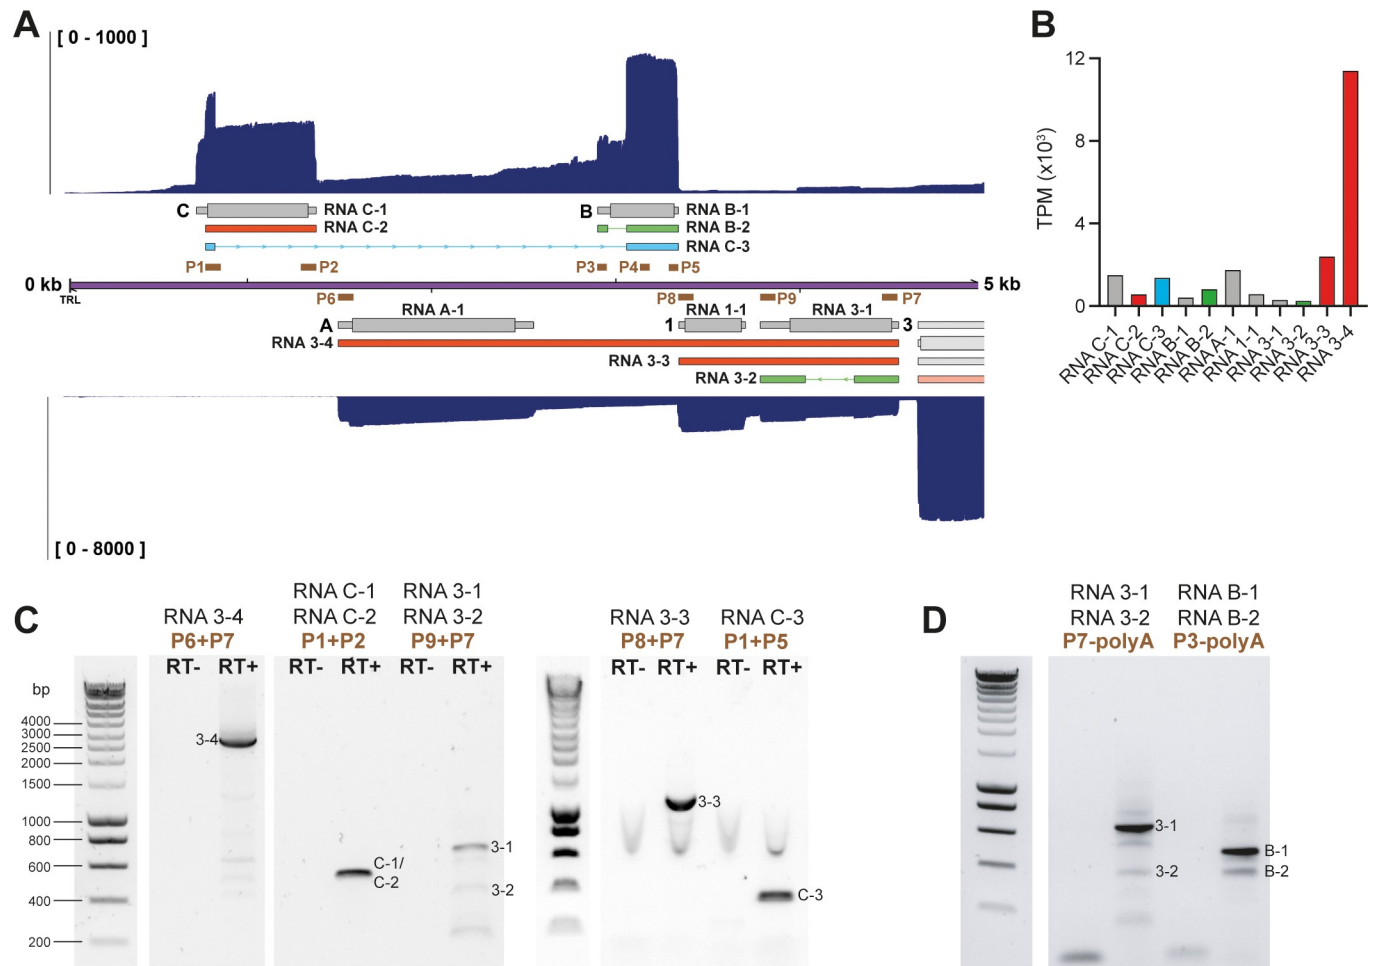 A
[ 0 - 1000 ]
C
RNA C-1
B
RNA B-1
RNA C-2
RNA B-2
RNA C-3
P1
P2
P3
P4
P5
0 kb
5 kb
TRL
P6
P8
P9
P7
RNA A-1
RNA 1-1
RNA 3-1
A
1
3
RNA 3-4
RNA 3-3
RNA 3-2
[ 0 - 8000 ]
B
TPM (x10³)
12
8
4
0
RNA C-1
RNA C-2
RNA C-3
RNA B-1
RNA B-2
RNA A-1
RNA 1-1
RNA 3-1
RNA 3-2
RNA 3-3
RNA 3-4
C
RNA 3-4
P6+P7
RNA C-1
RNA C-2
P1+P2
RNA 3-1
RNA 3-2
P9+P7
RNA 3-3
P8+P7
RNA C-3
P1+P5
RT- RT+ RT- RT+ RT- RT+ RT- RT+ RT- RT+
bp
4000
3000
2500
2000
1500
1000
800
600
400
200
3-4
C-1/
C-2
3-1
3-2
3-3
C-3
D
RNA 3-1
RNA 3-2
P7-polyA
RNA B-1
RNA B-2
P3-polyA
3-1
3-2
B-1
B-2